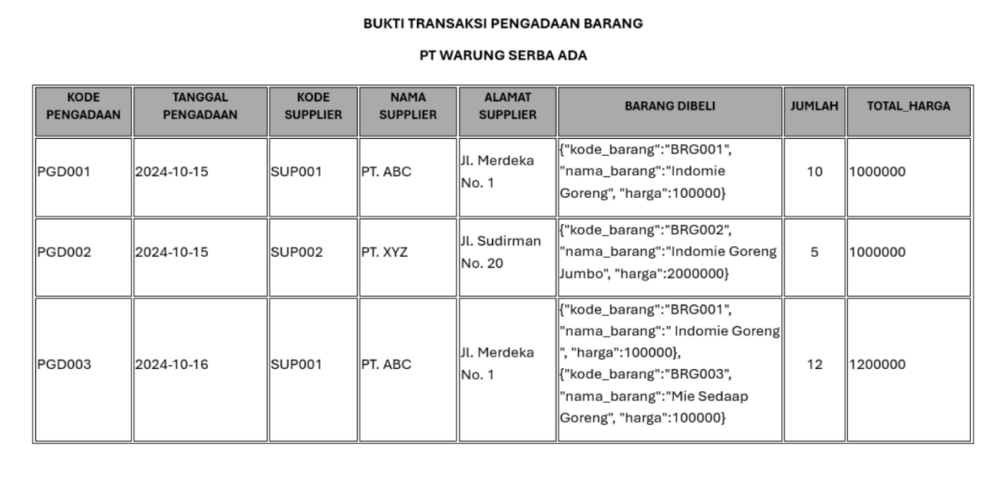 BUKTI TRANSAKSI PENGADAAN BARANG
PT WARUNG SERBA ADA
KODE PENGADAAN TANGGAL PENGADAAN KODE SUPPLIER NAMA SUPPLIER ALAMAT SUPPLIER BARANG DIBELI JUMLAH TOTAL_HARGA
PGD001 2024-10-15 SUP001 PT. ABC Jl. Merdeka No. 1 {"kode_barang":"BRG001", "nama_barang":"Indomie Goreng", "harga":100000} 10 1000000
PGD002 2024-10-15 SUP002 PT. XYZ Jl. Sudirman No. 20 {"kode_barang":"BRG002", "nama_barang":"Indomie Goreng Jumbo", "harga":2000000} 5 1000000
PGD003 2024-10-16 SUP001 PT. ABC Jl. Merdeka No. 1 {"kode_barang":"BRG001", "nama_barang":" Indomie Goreng ", "harga":100000}, {"kode_barang":"BRG003", "nama_barang":"Mie Sedaap Goreng", "harga":100000} 12 1200000